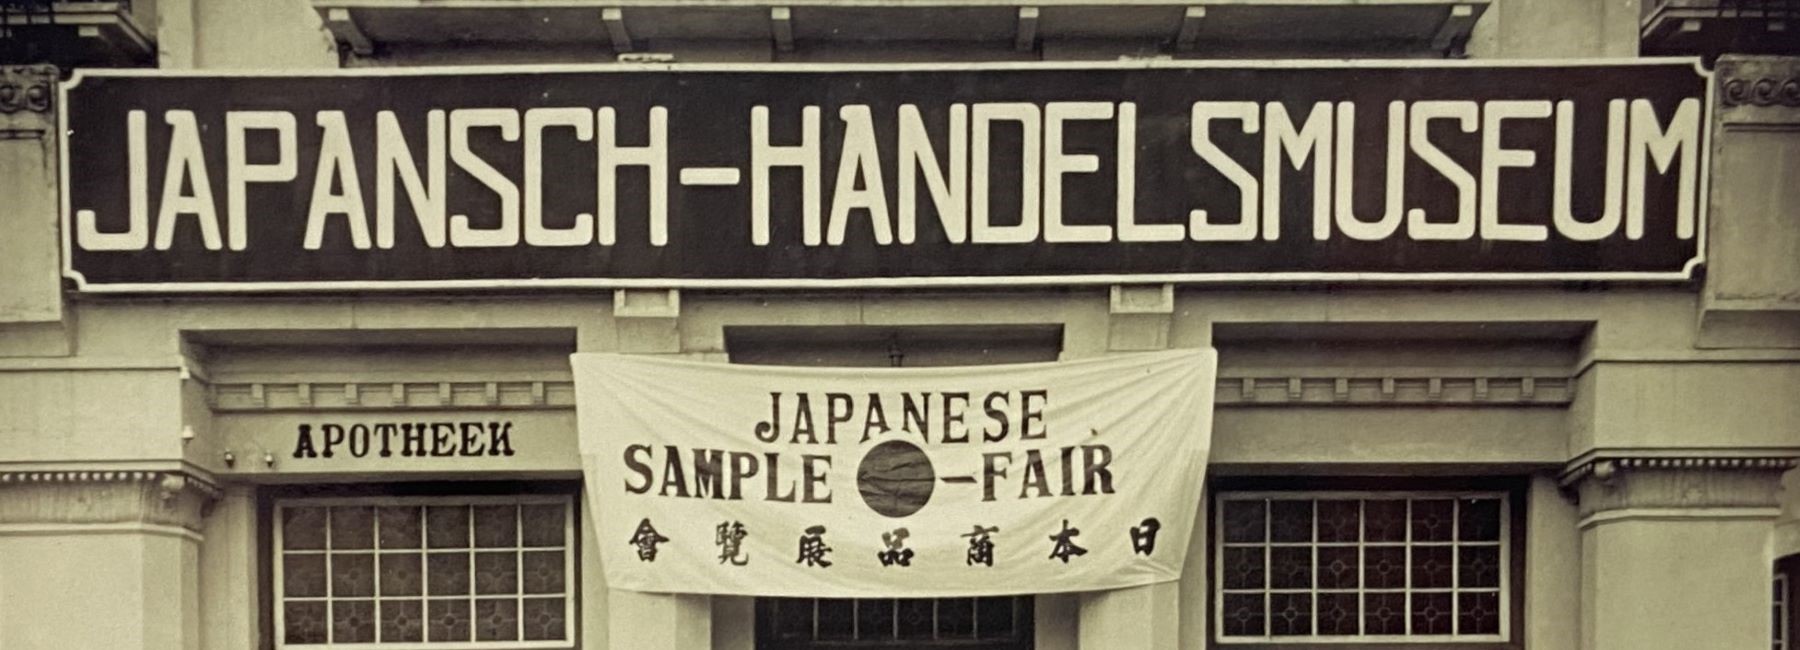 JAPANSCH-HANDELSMUSEUM
APOTHEEK
JAPANESE
SAMPLE -FAIR
日本商品展覽會